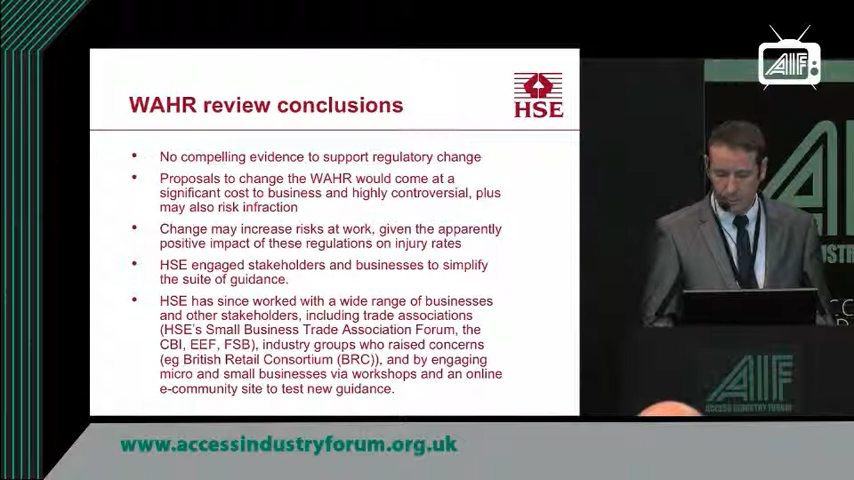 AIF
WAHR review conclusions
HSE
• No compelling evidence to support regulatory change
• Proposals to change the WAHR would come at a
significant cost to business and highly controversial, plus
may also risk infraction
• Change may increase risks at work, given the apparently
positive impact of these regulations on injury rates
• HSE engaged stakeholders and businesses to simplify
the suite of guidance.
• HSE has since worked with a wide range of businesses
and other stakeholders, including trade associations
(HSE's Small Business Trade Association Forum, the
CBI, EEF, FSB), industry groups who raised concerns
(eg British Retail Consortium (BRC)), and by engaging
micro and small businesses via workshops and an online
e-community site to test new guidance.
AIF
ACCESS INDUSTRY FORUM
www.accessindustryforum.org.uk